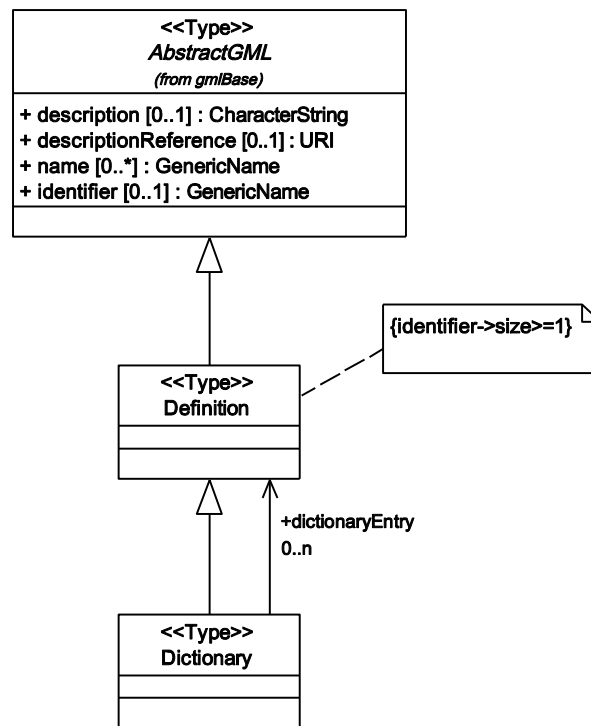 <<Type>>
AbstractGML
(from gmlBase)
+ description [0..1] : CharacterString
+ descriptionReference [0..1] : URI
+ name [0..*] : GenericName
+ identifier [0..1] : GenericName
{identifier->size>=1}
<<Type>>
Definition
+dictionaryEntry
0..n
<<Type>>
Dictionary